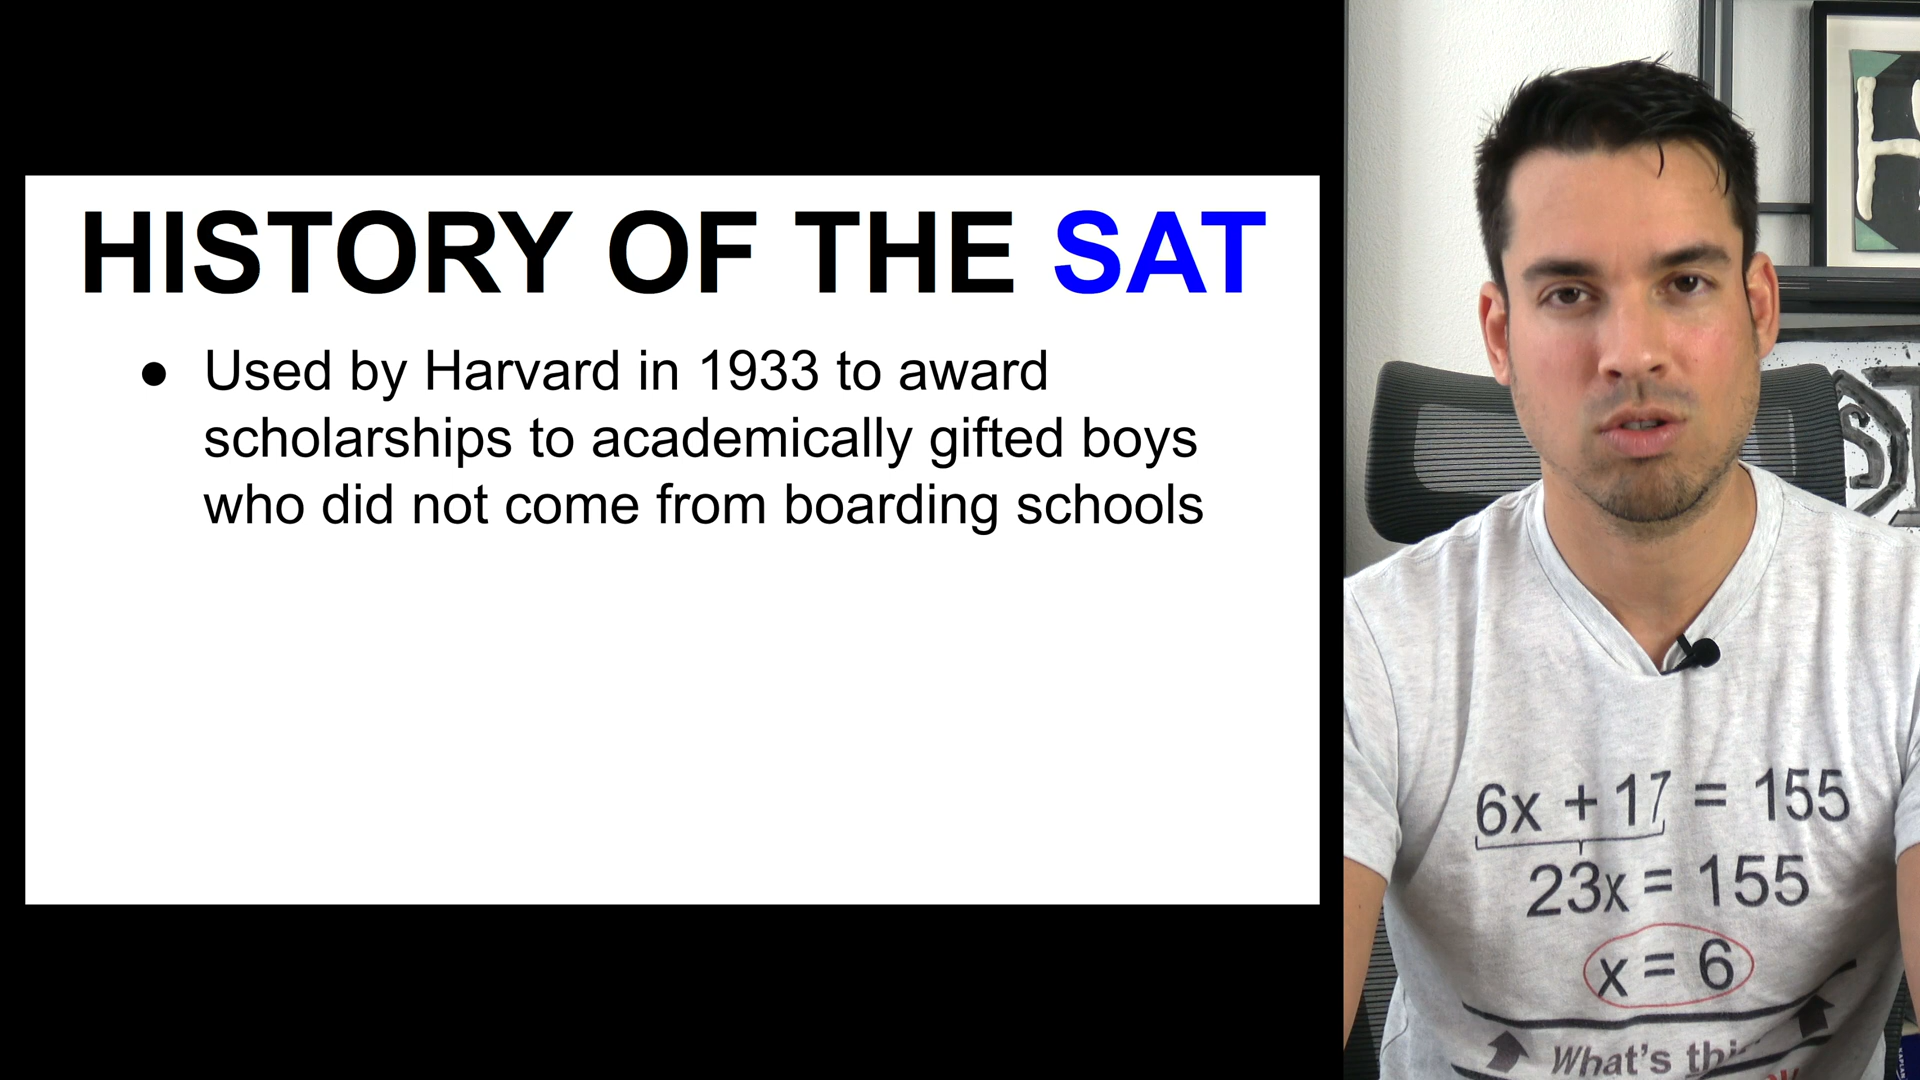 HISTORY OF THE SAT
● Used by Harvard in 1933 to award
scholarships to academically gifted boys
who did not come from boarding schools
6x + 17 = 155
23x = 155
x = 6
What's